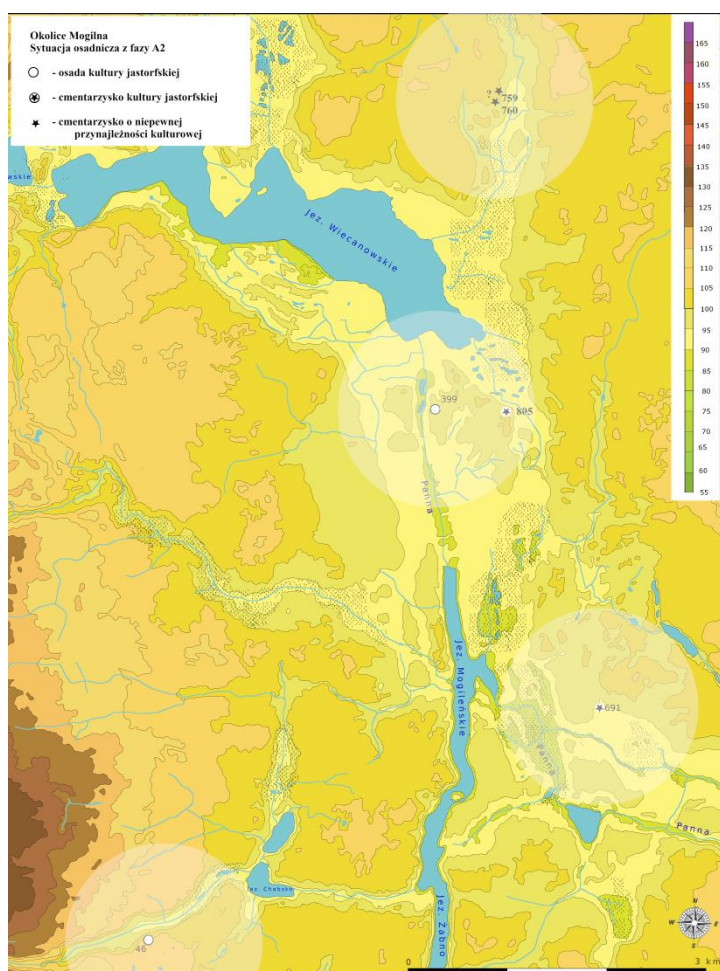 Okolice Mogilna
Sytuacja osadnicza z fazy A2
- osada kultury jastorfskiej
- cmentarzysko kultury jastorfskiej
- cmentarzysko o niepewnej
przynależności kulturowej
165
160
155
150
145
140
135
130
125
120
115
110
105
100
95
90
85
80
75
70
65
60
55
?
759
760
wskie
Jez. Wiecanowskie
399
805
Panna
Jez. Mogileńskie
691
Panna
Panna
Jez. Chabsko
Jez. Żabno
46
N
W E
S
0 3 km